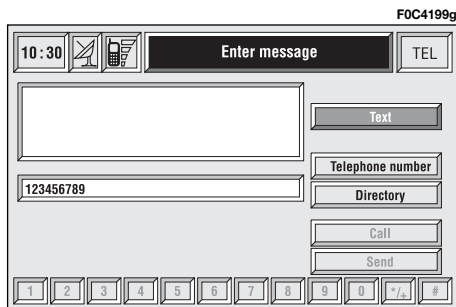 F0C4199g
10:30 Enter message TEL
Text
Telephone number
123456789
Directory
Call
Send
1 2 3 4 5 6 7 8 9 0 */+ #